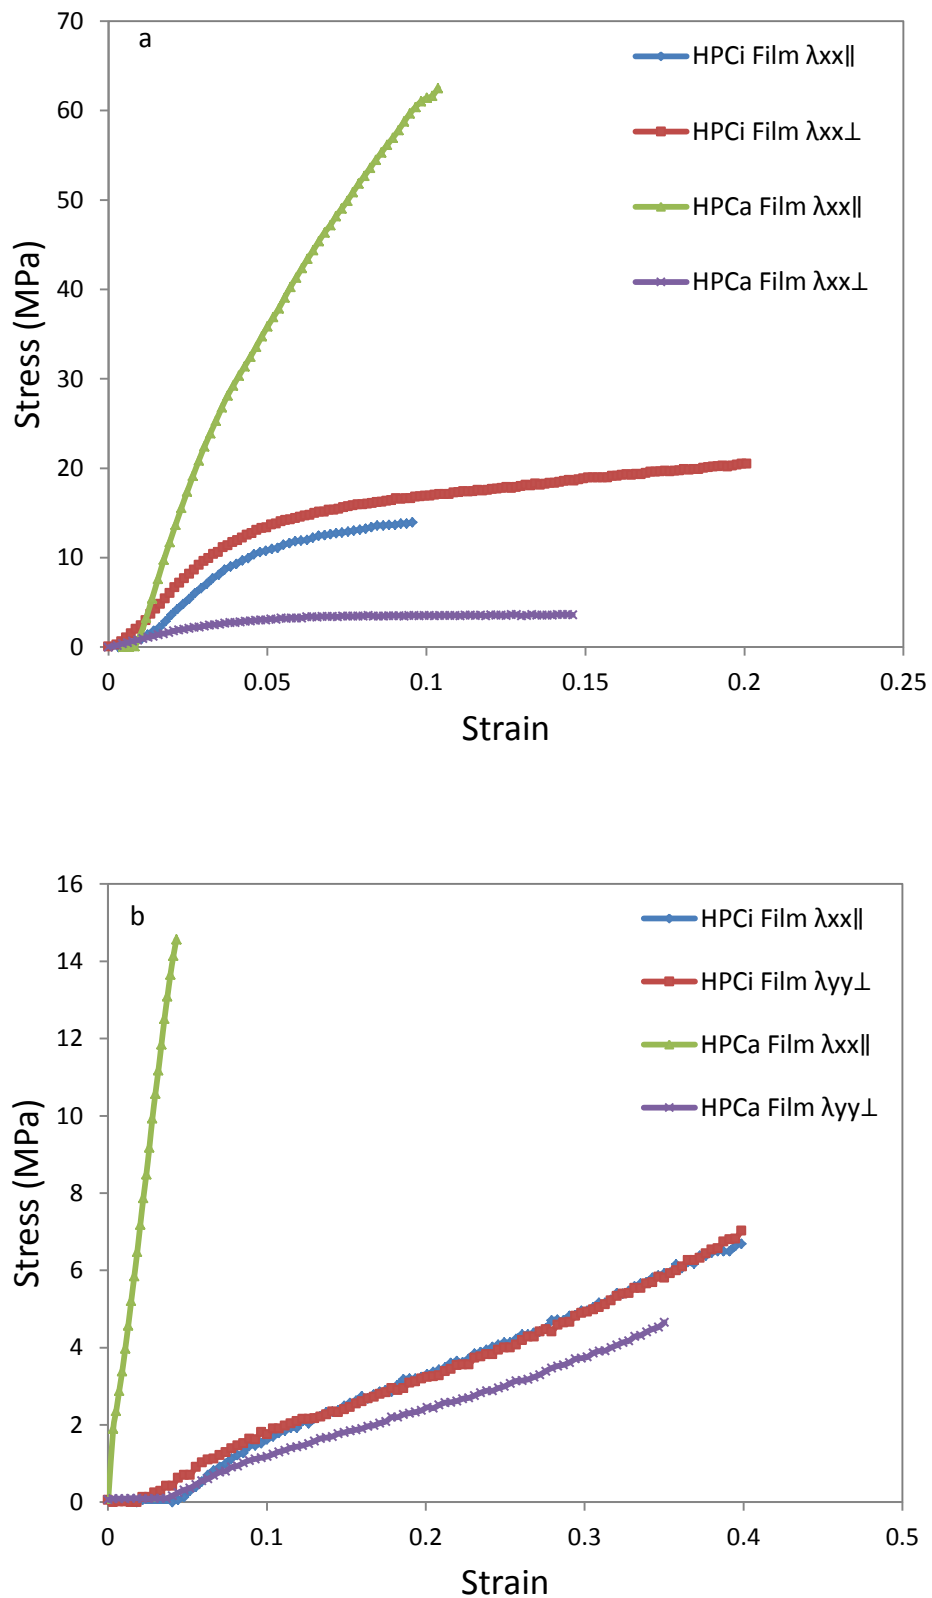 70
a
HPCi Film λxx∥
60
HPCi Film λxx⊥
50
HPCa Film λxx∥
40
HPCa Film λxx⊥
30
20
10
0
Stress (MPa)
0 0.05 0.1 0.15 0.2 0.25
Strain
16
b
HPCi Film λxx∥
14
HPCi Film λyy⊥
12
HPCa Film λxx∥
10
HPCa Film λyy⊥
8
6
4
2
0
Stress (MPa)
0 0.1 0.2 0.3 0.4 0.5
Strain